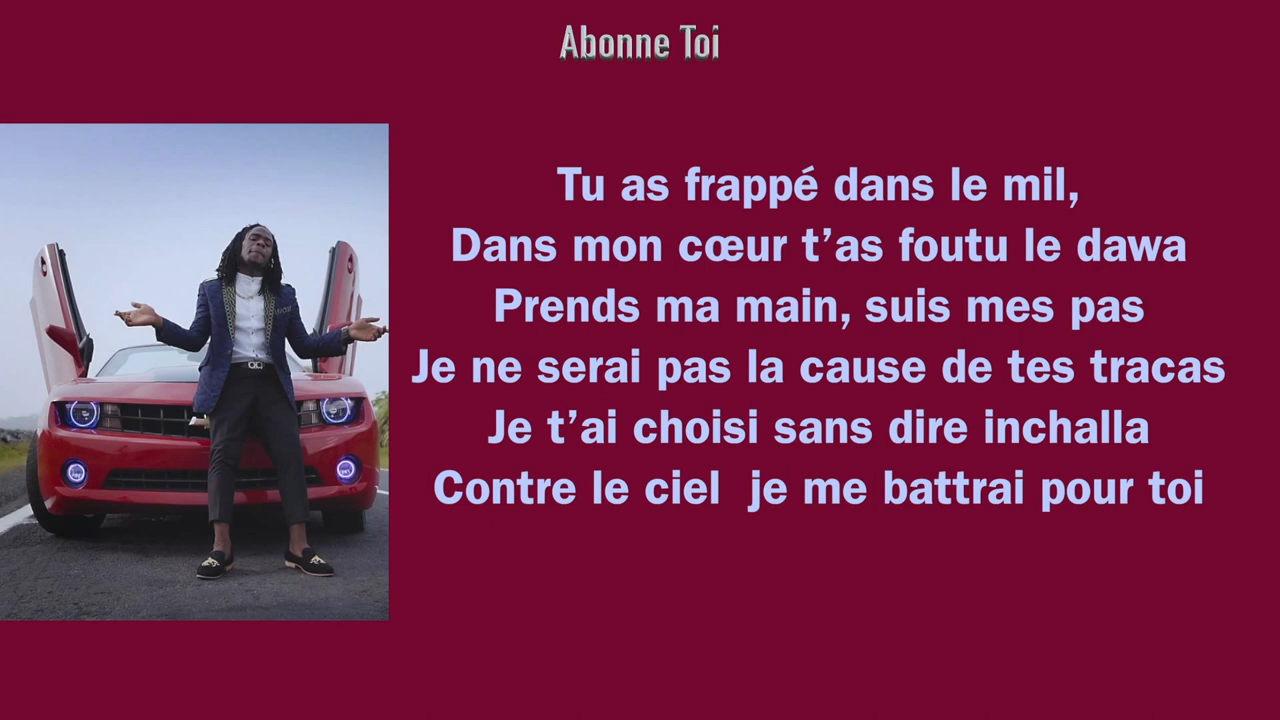 Abonne Toi
Tu as frappé dans le mil,
Dans mon cœur t’as foutu le dawa
Prends ma main, suis mes pas
Je ne serai pas la cause de tes tracas
Je t’ai choisi sans dire inchalla
Contre le ciel  je me battrai pour toi